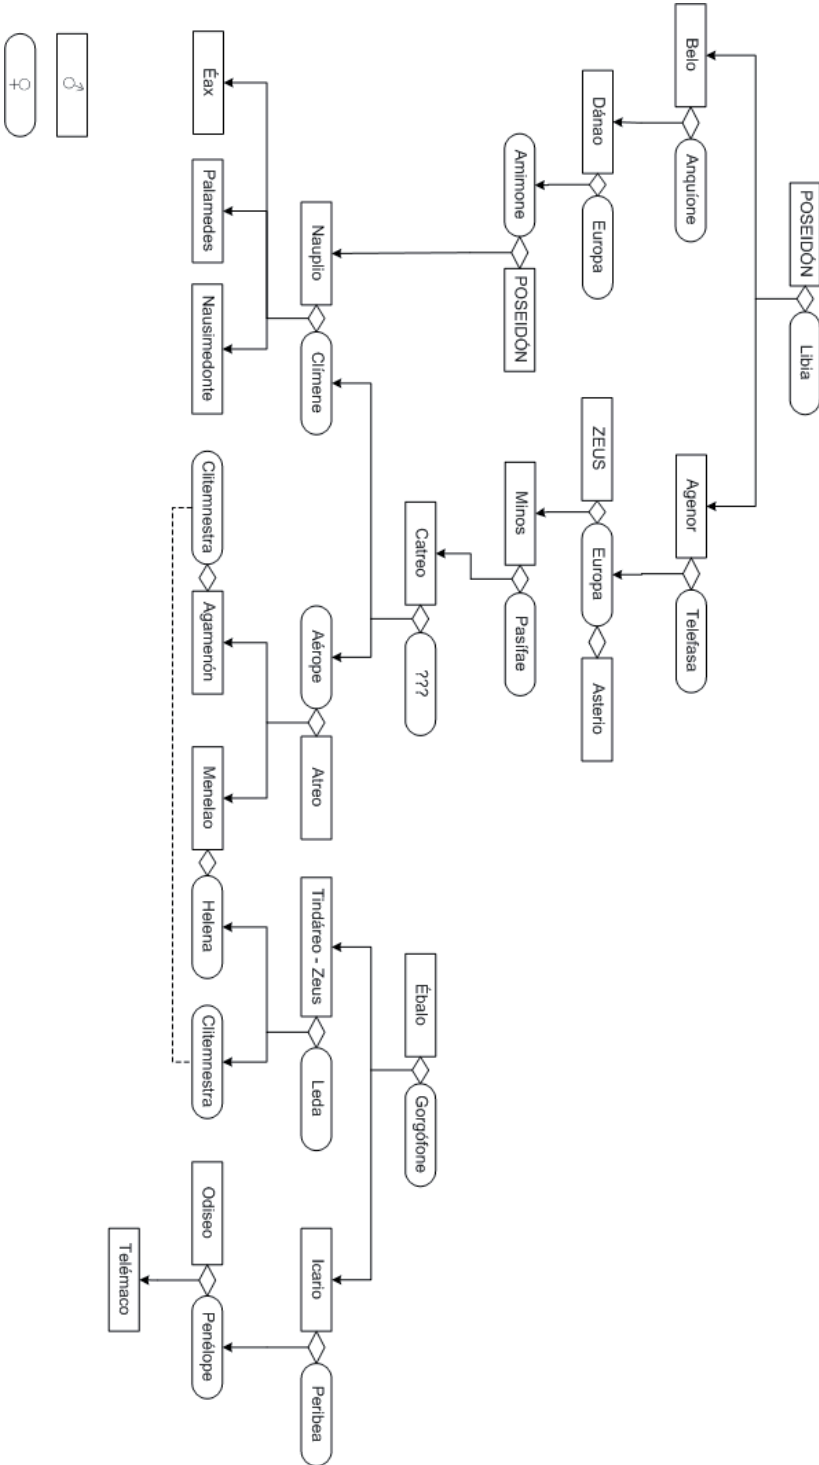 POSEIDÓN
Libia
Belo
Anquíone
Agenor
Telefasa
Dánao
Europa
ZEUS
Europa
Asterio
Amimone
POSEIDÓN
Minos
Pasífae
Catreo
???
Ébalo
Gorgófone
Nauplio
Clímene
Aérope
Atreo
Tindáreo - Zeus
Leda
Icario
Peribea
Éax
Palamedes
Nausimedonte
Clitemnestra
Agamenón
Menelao
Helena
Clitemnestra
Odiseo
Penélope
Telémaco
♂
♀